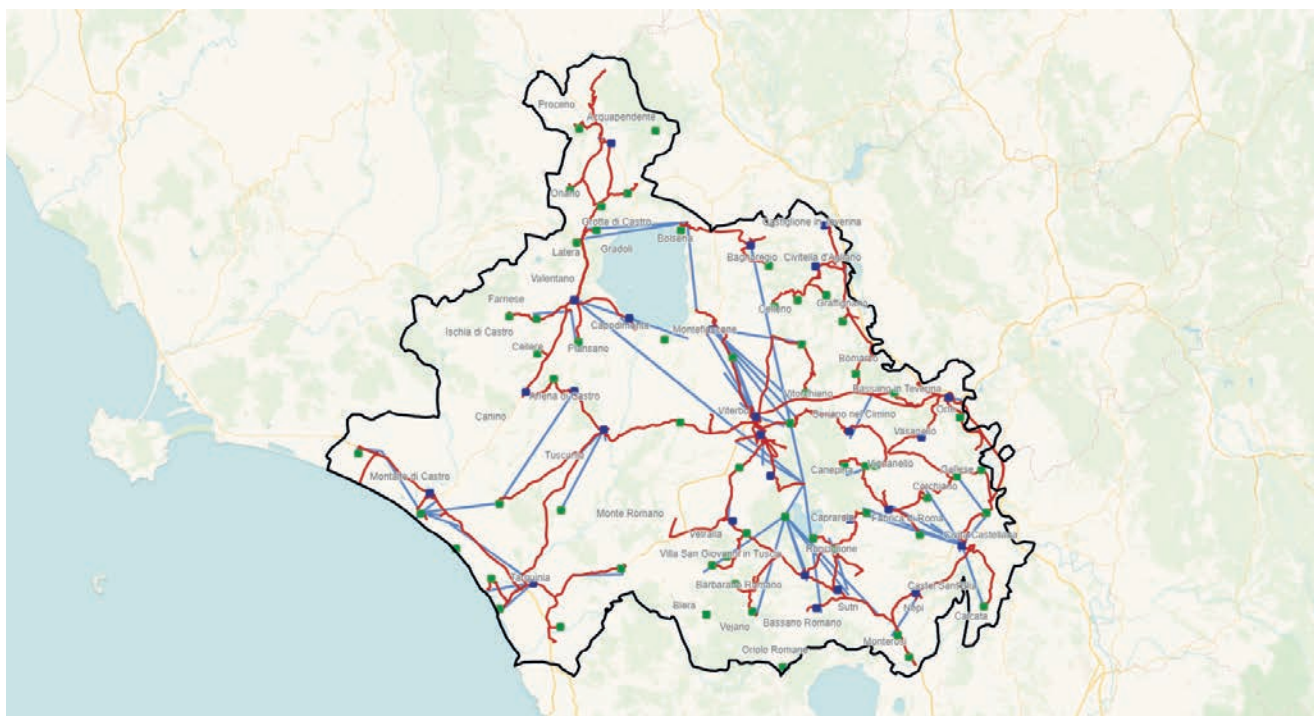 Proceno
Acquapendente
Onano
Castiglione in Teverina
Grotte di Castro
Bolsena
Gradoli
Latera
Bagnoregio
Civitella d'Agliano
Valentano
Farnese
Celleno
Graffignano
Ischia di Castro
Capodimonte
Montefiascone
Cellere
Piansano
Bomarzo
Bassano in Teverina
Arlena di Castro
Vitorchiano
Orte
Canino
Viterbo
Soriano nel Cimino
Vasanello
Tuscania
Canepina
Vignanello
Gallese
Montalto di Castro
Corchiano
Monte Romano
Caprarola
Fabrica di Roma
Civita Castellana
Vetralla
Villa San Giovanni in Tuscia
Ronciglione
Tarquinia
Barbarano Romano
Castel Sant'Elia
Blera
Sutri
Nepi
Calcata
Vejano
Bassano Romano
Monterosi
Oriolo Romano